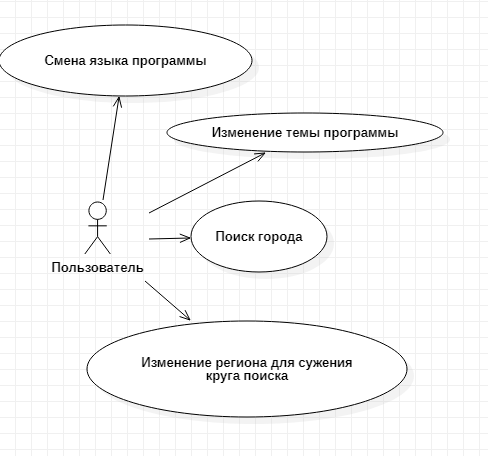 Смена языка программы
Изменение темы программы
Поиск города
Пользователь
Изменение региона для сужения
круга поиска